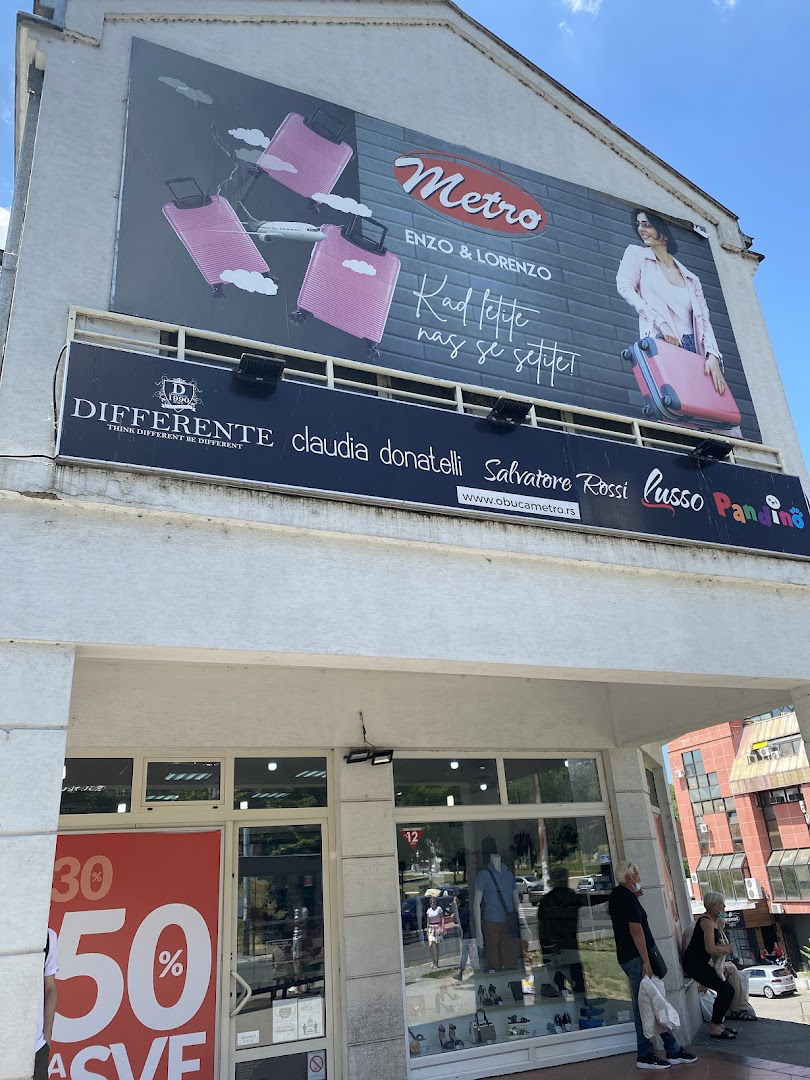 Metro
ENZO & LORENZO
Kad letite
nas se setite!
D
1990
DIFFERENTE
THINK DIFFERENT BE DIFFERENT
claudia donatelli
Salvatore Rossi
Lusso
Pandino
www.obucametro.rs
30%
50%
SVE
12